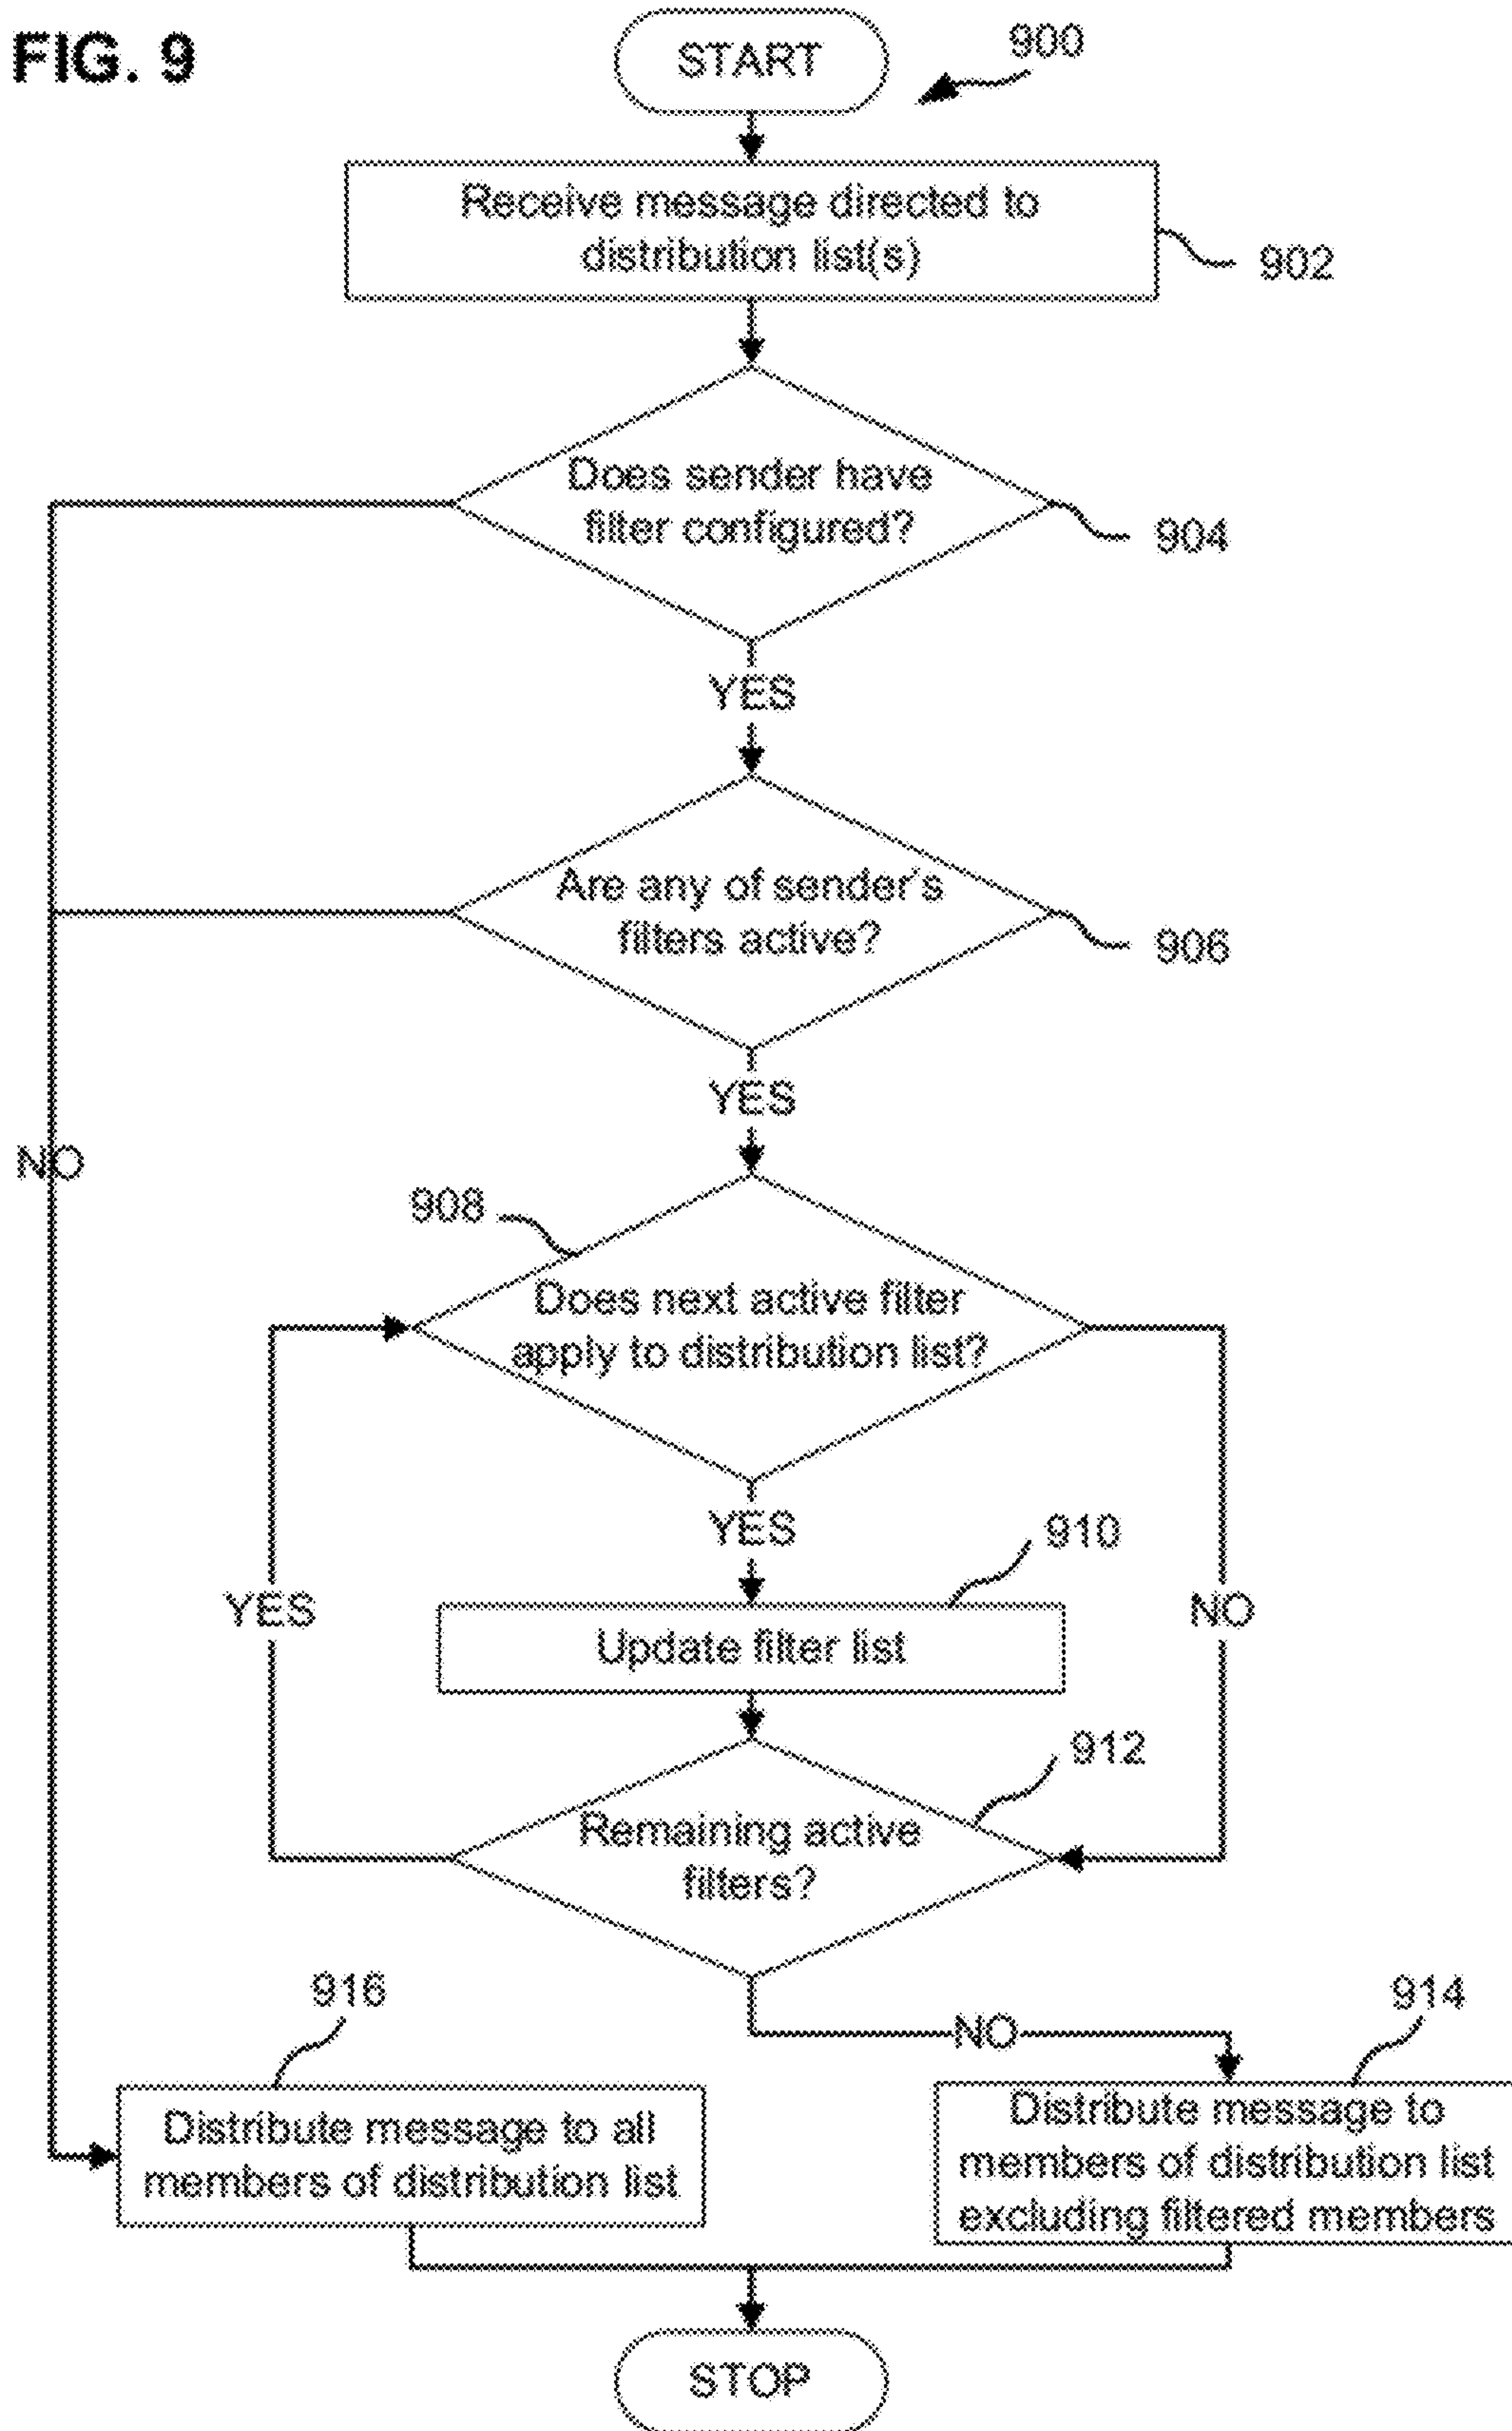 FIG. 9
START
900
Receive message directed to
distribution list(s)
902
Does sender have
filter configured?
904
YES
Are any of sender's
filters active?
906
YES
NO
908
Does next active filter
apply to distribution list?
YES
910
YES
NO
Update filter list
912
Remaining active
filters?
916
914
NO
Distribute message to all
members of distribution list
Distribute message to
members of distribution list
excluding filtered members
STOP